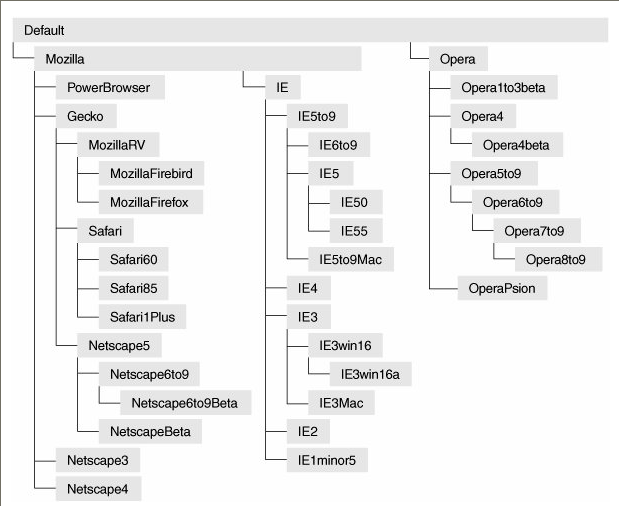 Default
Mozilla
PowerBrowser
Gecko
MozillaRV
MozillaFirebird
MozillaFirefox
Safari
Safari60
Safari85
Safari1Plus
Netscape5
Netscape6to9
Netscape6to9Beta
NetscapeBeta
Netscape3
Netscape4
IE
IE5to9
IE6to9
IE5
IE50
IE55
IE5to9Mac
IE4
IE3
IE3win16
IE3win16a
IE3Mac
IE2
IE1minor5
Opera
Opera1to3beta
Opera4
Opera4beta
Opera5to9
Opera6to9
Opera7to9
Opera8to9
OperaPsion